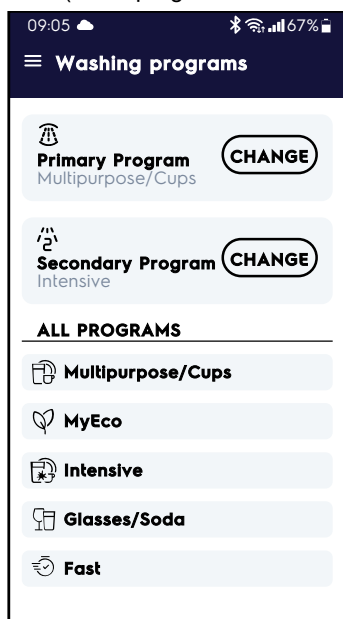 09:05 67%
Washing programs
Primary Program
Multipurpose/Cups
CHANGE
2
Secondary Program
Intensive
CHANGE
ALL PROGRAMS
Multipurpose/Cups
MyEco
Intensive
Glasses/Soda
Fast